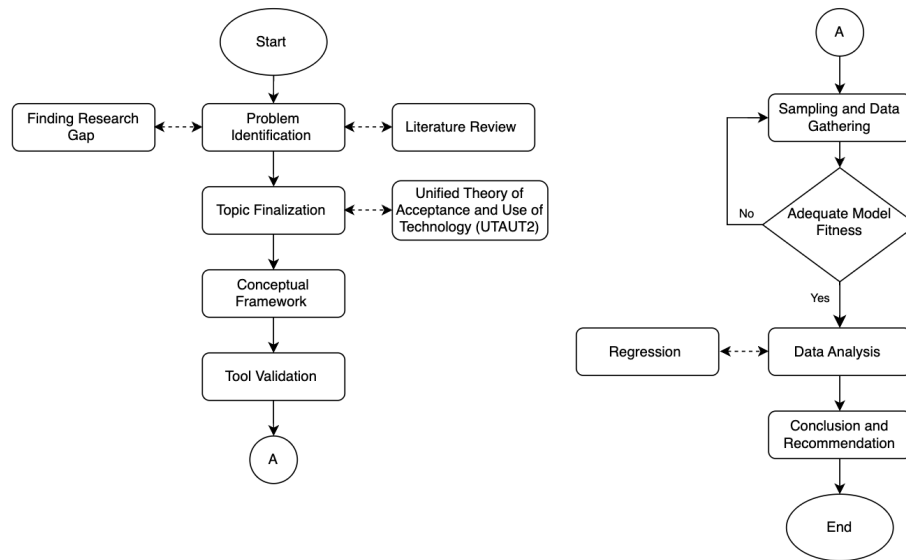 Start
Finding Research
Gap
Problem
Identification
Literature Review
Topic Finalization
Unified Theory of
Acceptance and Use of
Technology (UTAUT2)
Conceptual
Framework
Tool Validation
A
A
Sampling and Data
Gathering
Adequate Model
Fitness
No
Yes
Regression
Data Analysis
Conclusion and
Recommendation
End